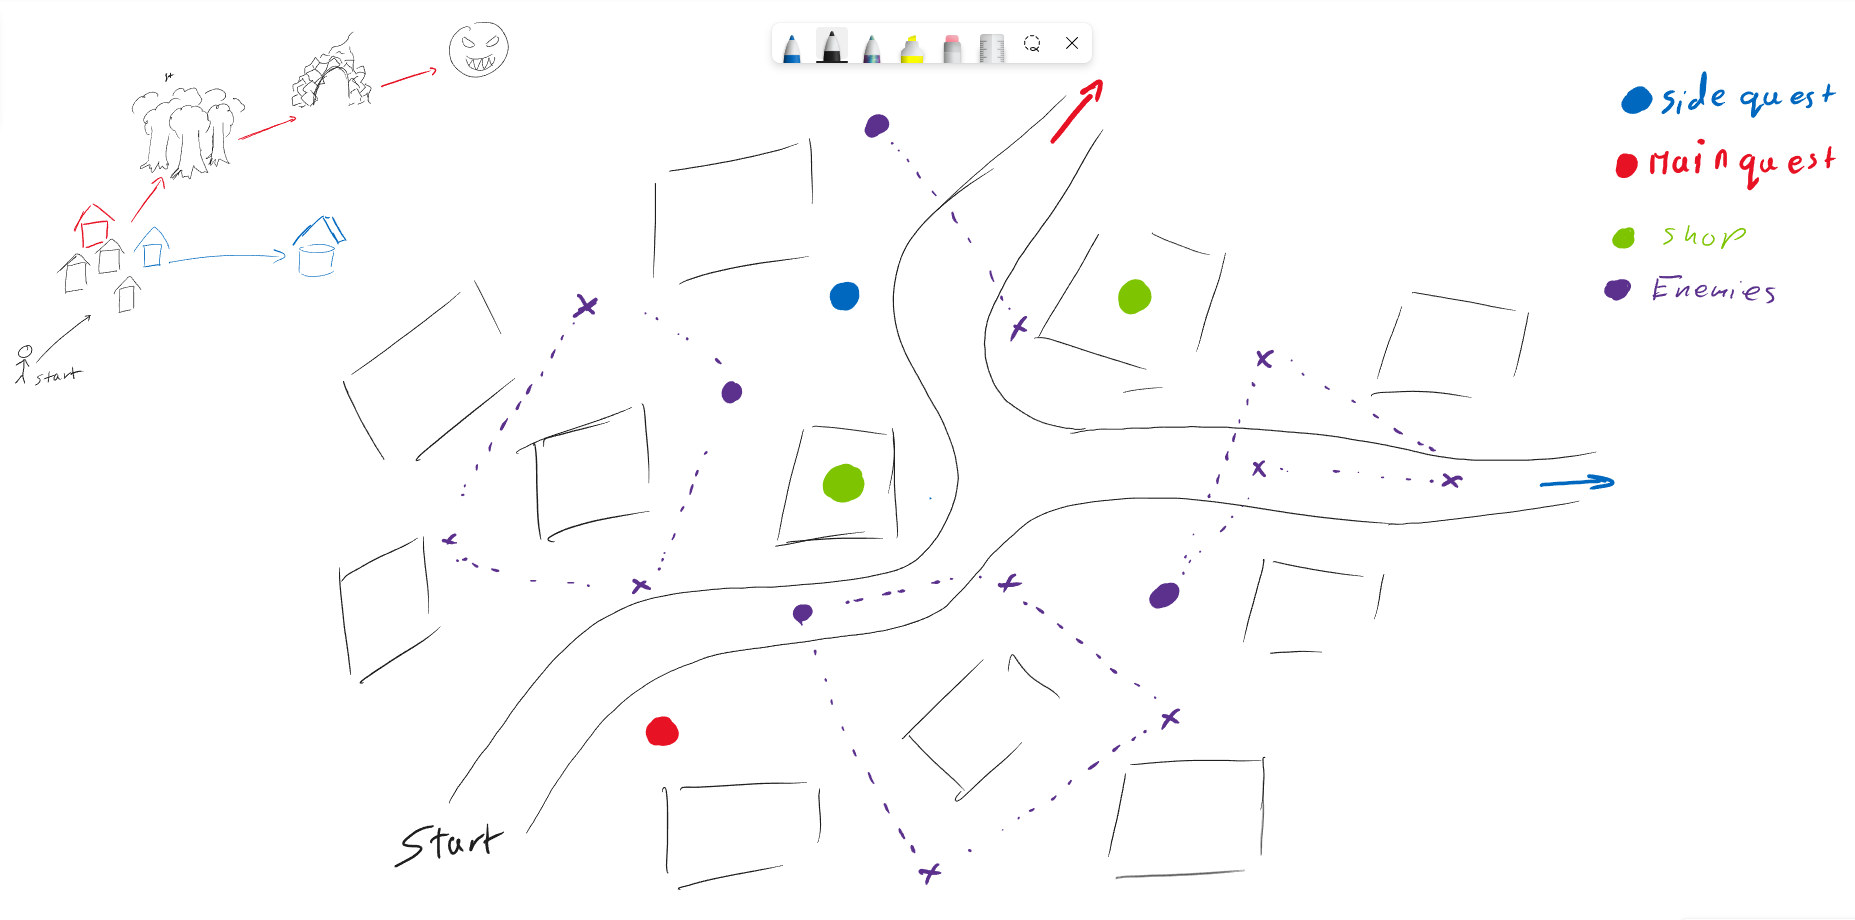 start
side quest
Main quest
shop
Enemies
Start